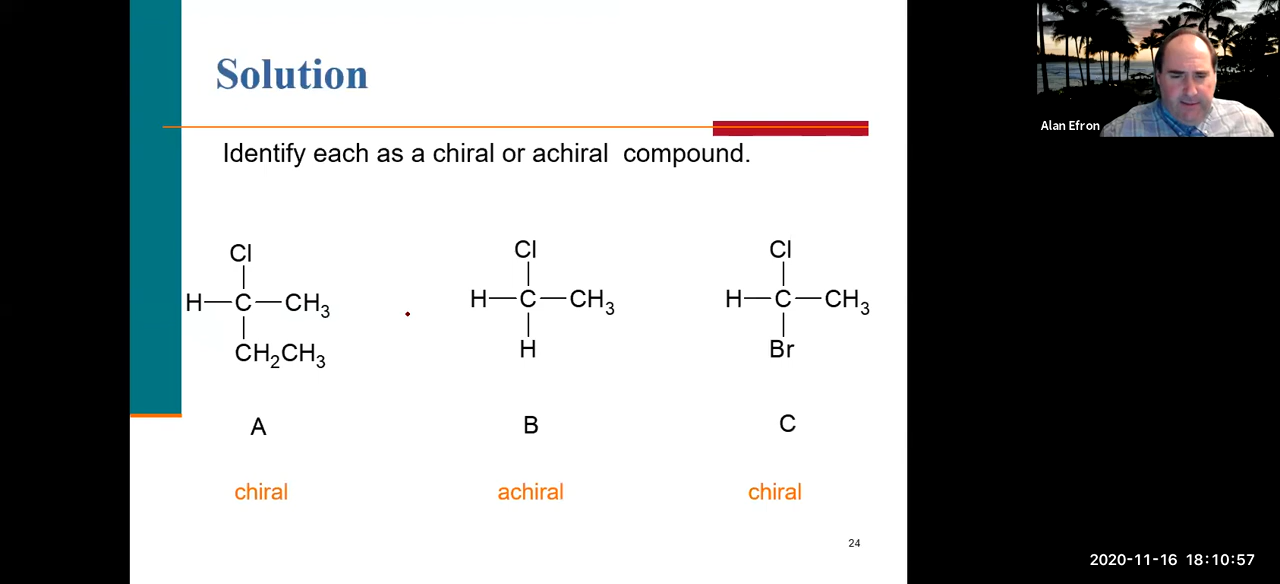 Solution
Identify each as a chiral or achiral compound.
Cl
H—C—CH3
CH2CH3
A
chiral
Cl
H—C—CH3
H
B
achiral
Cl
H—C—CH3
Br
C
chiral
24
Alan Efron
2020-11-16 18:10:57